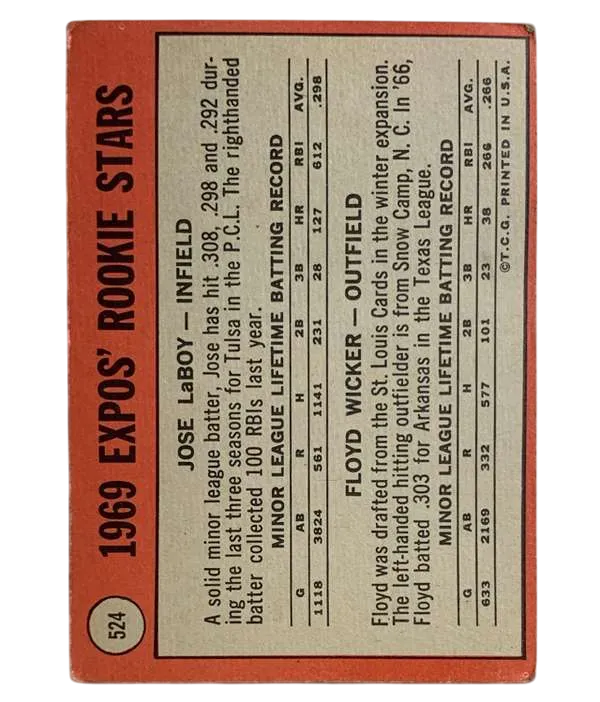 524
1969 EXPOS' ROOKIE STARS
JOSE LaBOY — INFIELD
A solid minor league batter, Jose has hit .308, .298 and .292 dur-
ing the last three seasons for Tulsa in the P.C.L. The righthanded
batter collected 100 RBIs last year.
MINOR LEAGUE LIFETIME BATTING RECORD
G AB R H 2B 3B HR RBI AVG.
1118 3824 561 1141 231 28 127 612 .298
FLOYD WICKER — OUTFIELD
Floyd was drafted from the St. Louis Cards in the winter expansion.
The left-handed hitting outfielder is from Snow Camp, N. C. In '66,
Floyd batted .303 for Arkansas in the Texas League.
MINOR LEAGUE LIFETIME BATTING RECORD
G AB R H 2B 3B HR RBI AVG.
633 2169 332 577 101 23 38 266 .266
©T.C.G. PRINTED IN U.S.A.